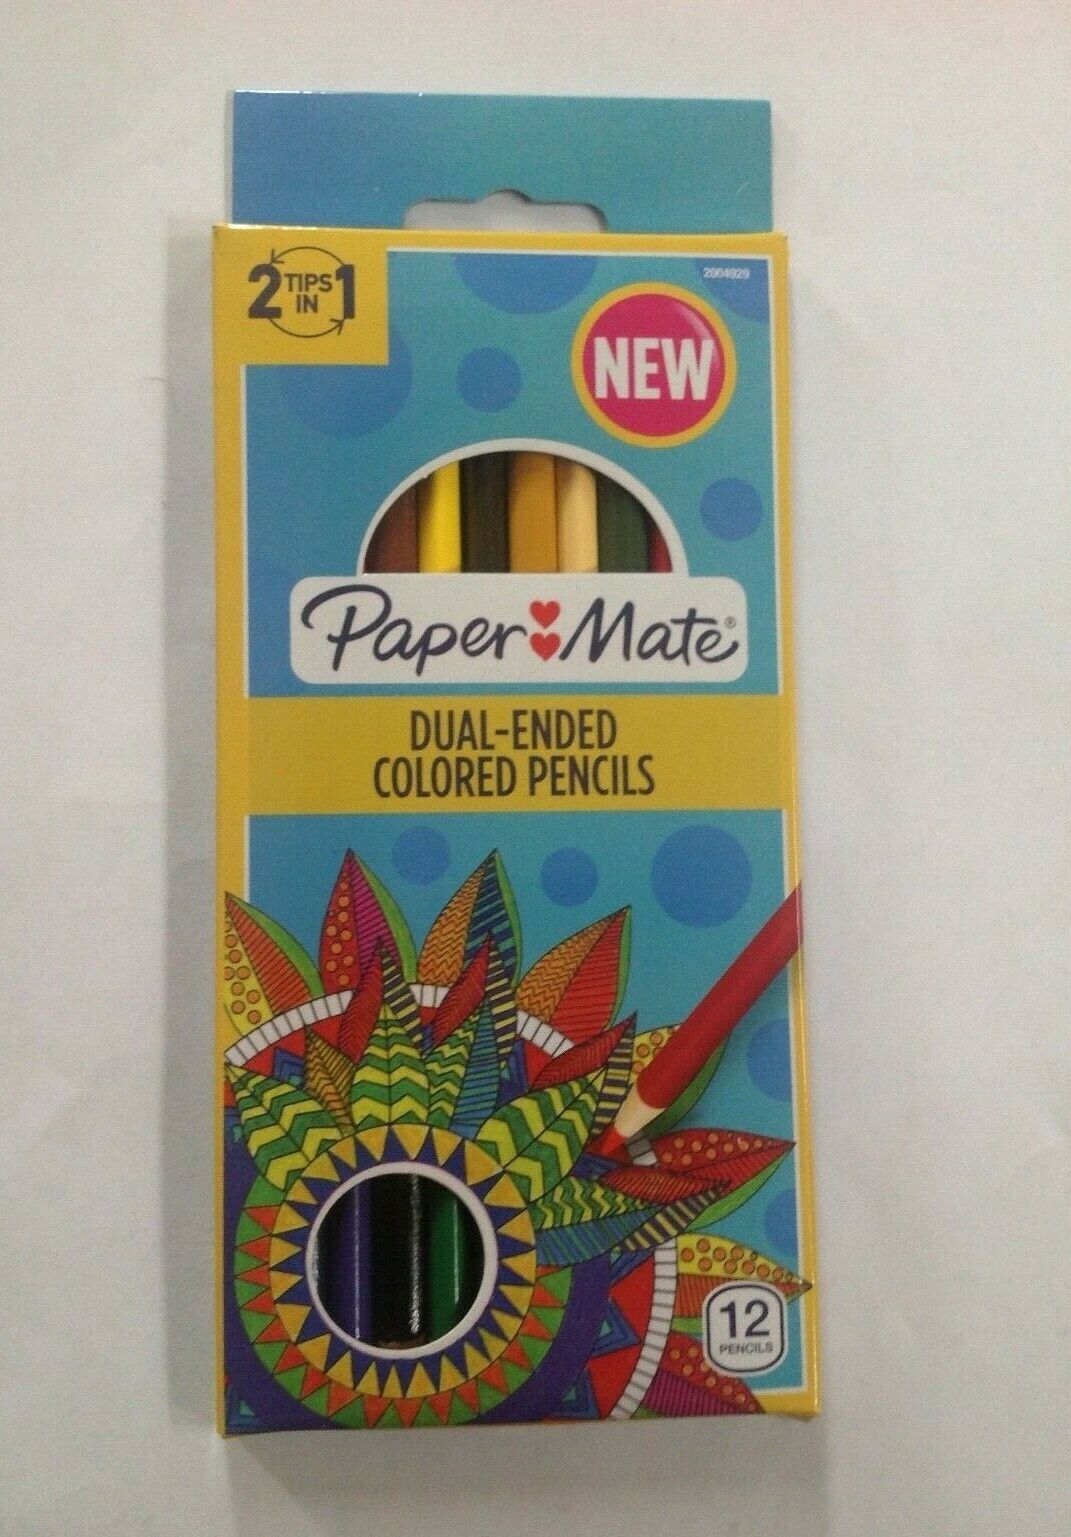 2 TIPS IN 1
2004929
NEW
Paper Mate®
DUAL-ENDED
COLORED PENCILS
12
PENCILS